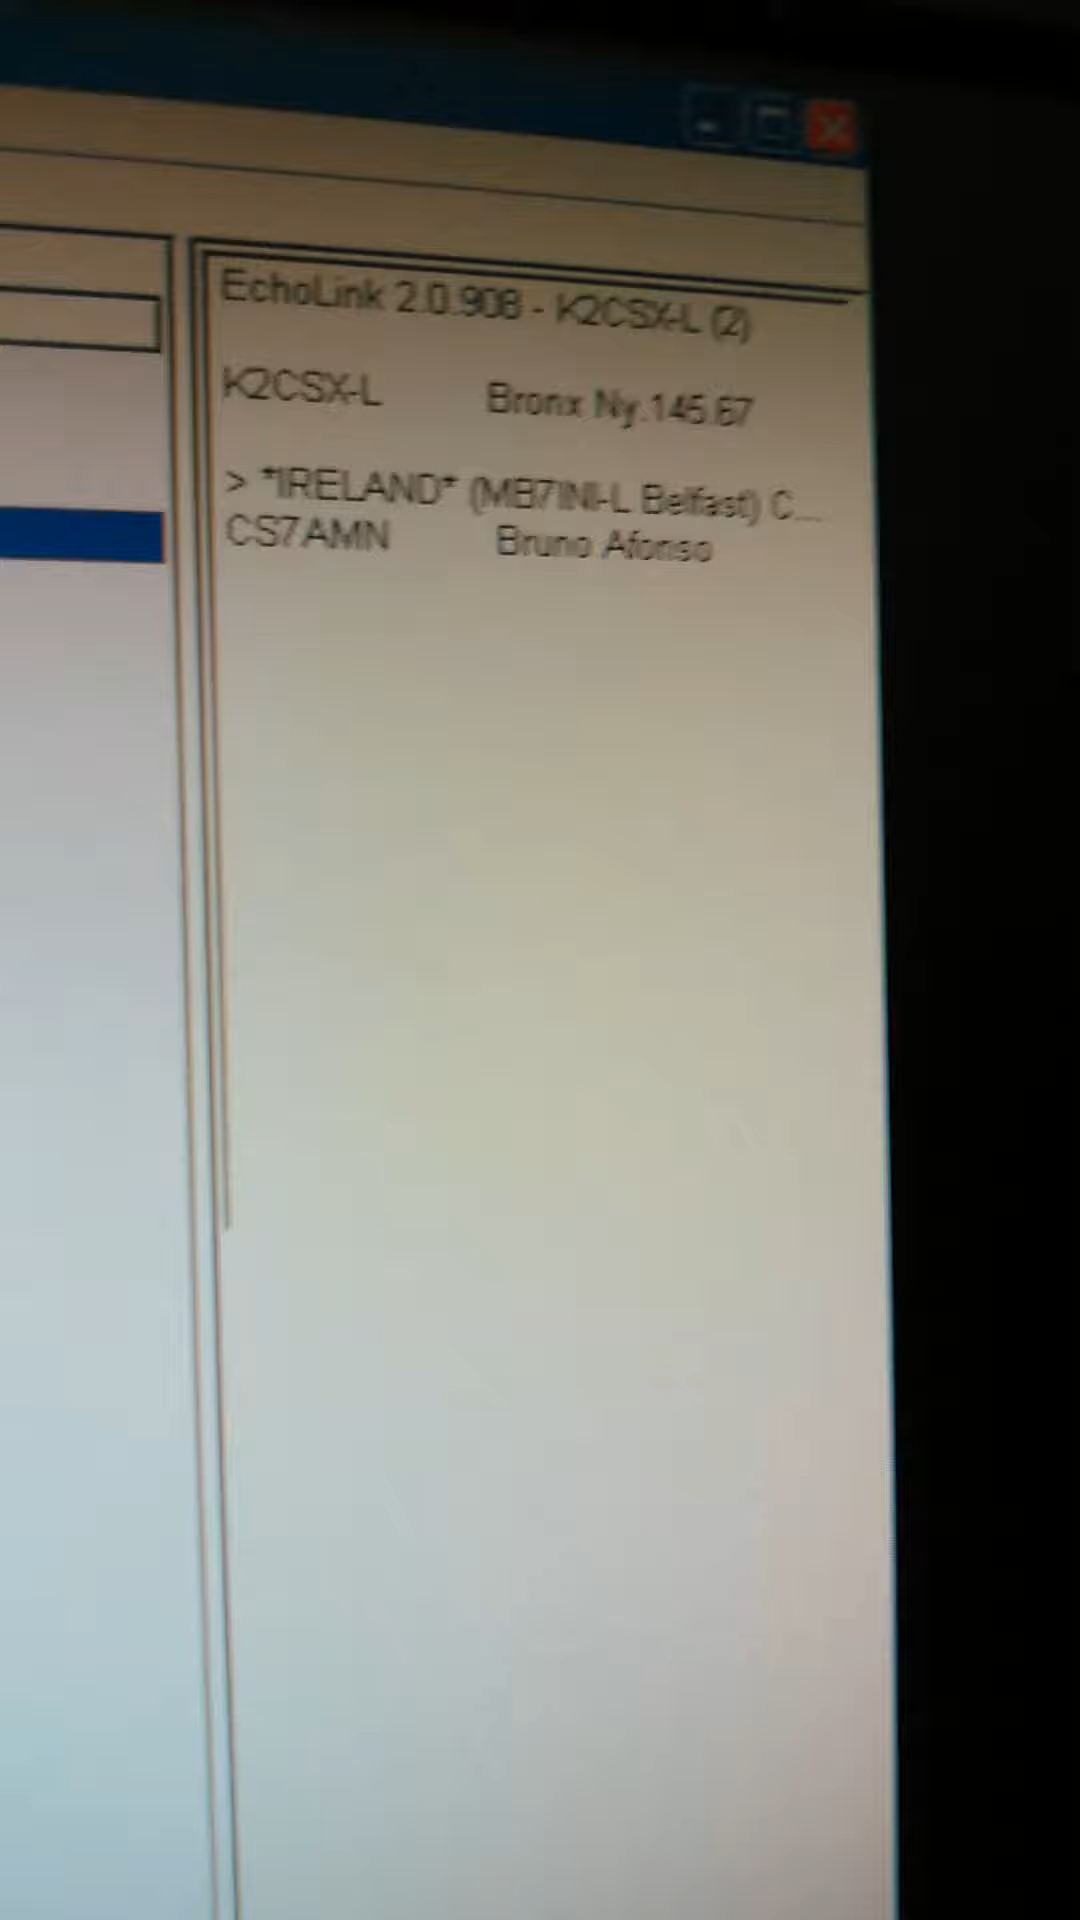 EchoLink 2.0.908 - K2CSX-L (2)
K2CSX-L Bronx Ny.145.67
> *IRELAND* (MB7INI-L Belfast) C...
CS7AMN Bruno Afonso